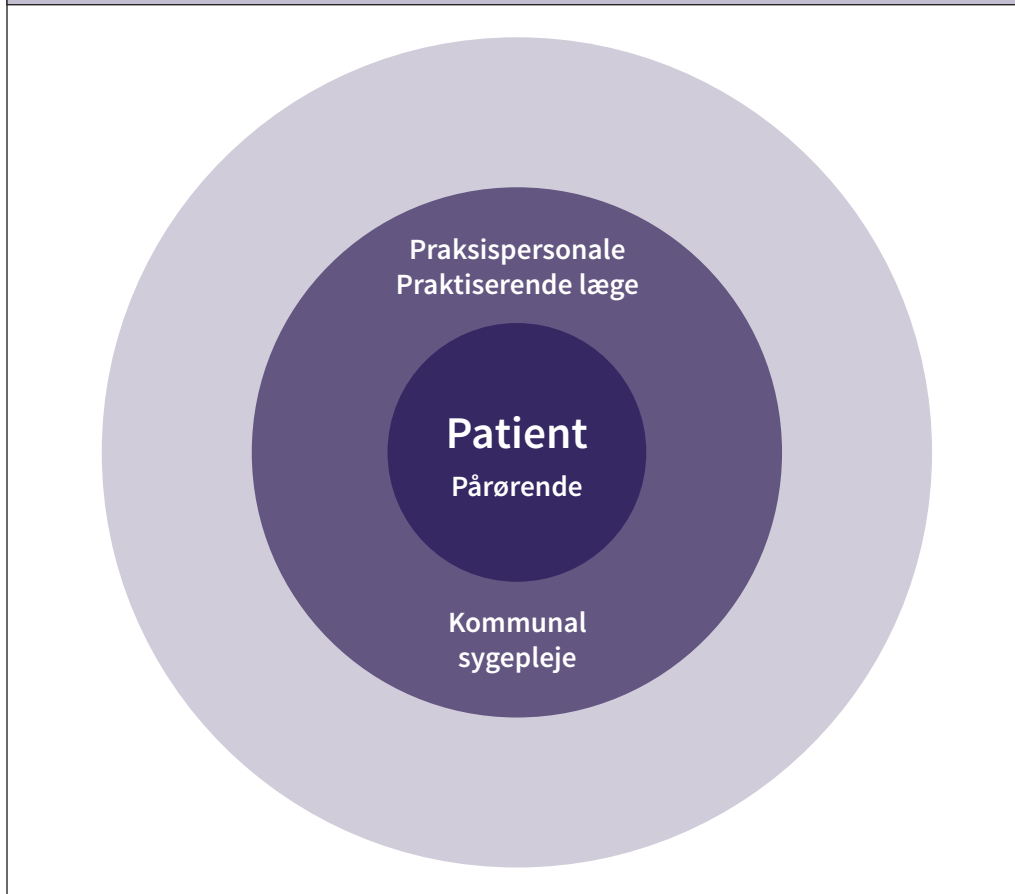 Praksispersonale
Praktiserende læge
Patient
Pårørende
Kommunal
sygepleje